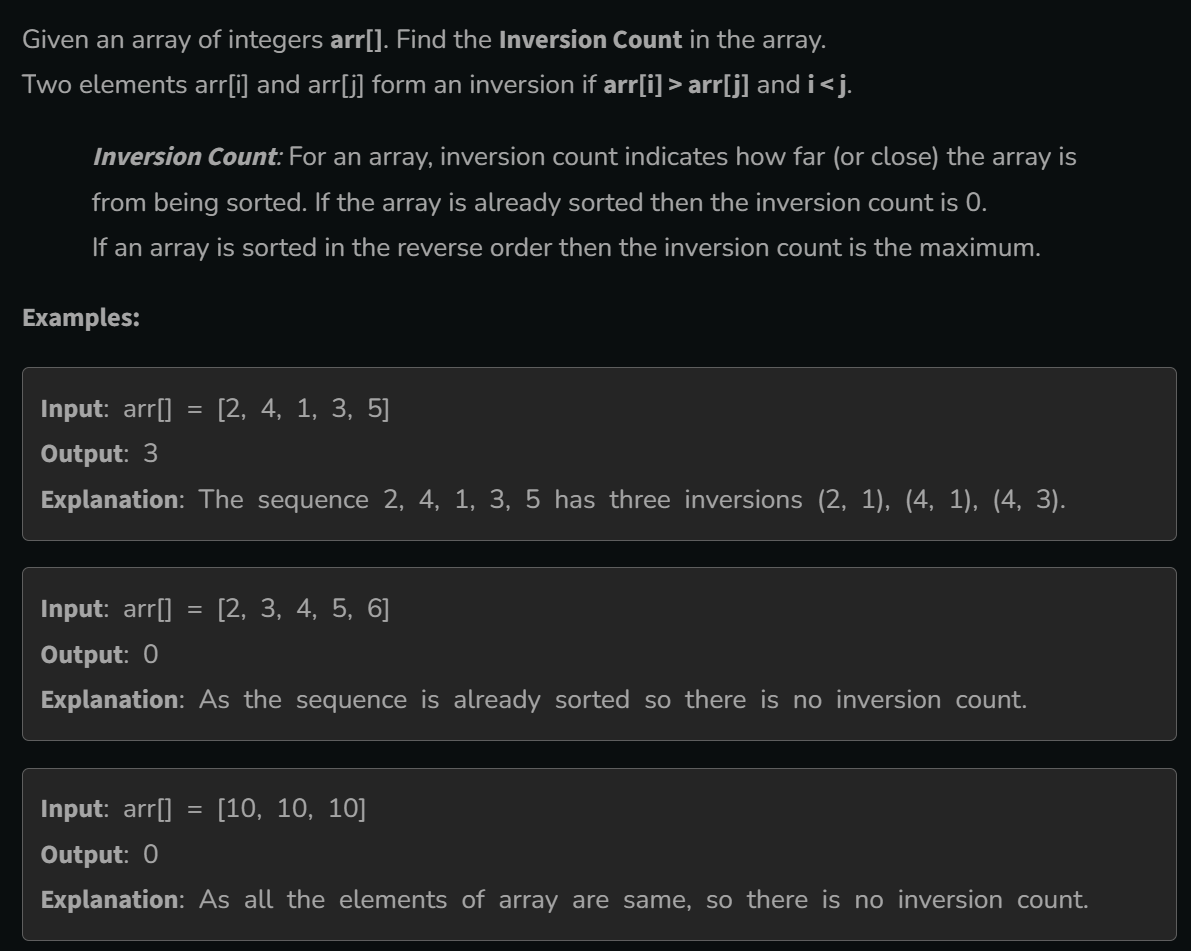 Given an array of integers arr[]. Find the Inversion Count in the array.
Two elements arr[i] and arr[j] form an inversion if arr[i] > arr[j] and i < j.
Inversion Count: For an array, inversion count indicates how far (or close) the array is
from being sorted. If the array is already sorted then the inversion count is 0.
If an array is sorted in the reverse order then the inversion count is the maximum.
Examples:
Input: arr[] = [2, 4, 1, 3, 5]
Output: 3
Explanation: The sequence 2, 4, 1, 3, 5 has three inversions (2, 1), (4, 1), (4, 3).
Input: arr[] = [2, 3, 4, 5, 6]
Output: 0
Explanation: As the sequence is already sorted so there is no inversion count.
Input: arr[] = [10, 10, 10]
Output: 0
Explanation: As all the elements of array are same, so there is no inversion count.